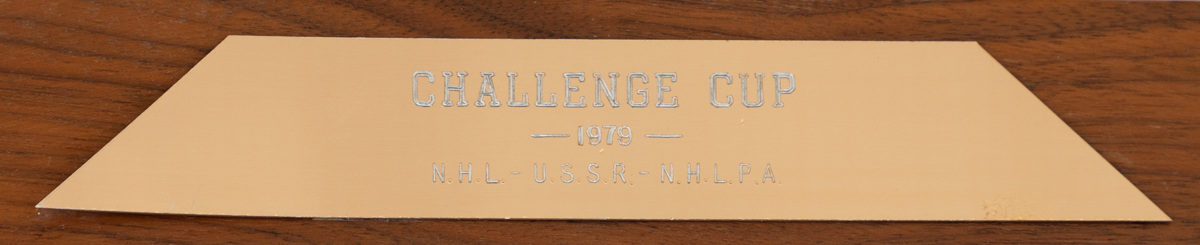 CHALLENGE CUP
— 1979 —
N.H.L. - U.S.S.R. - N.H.L.P.A.